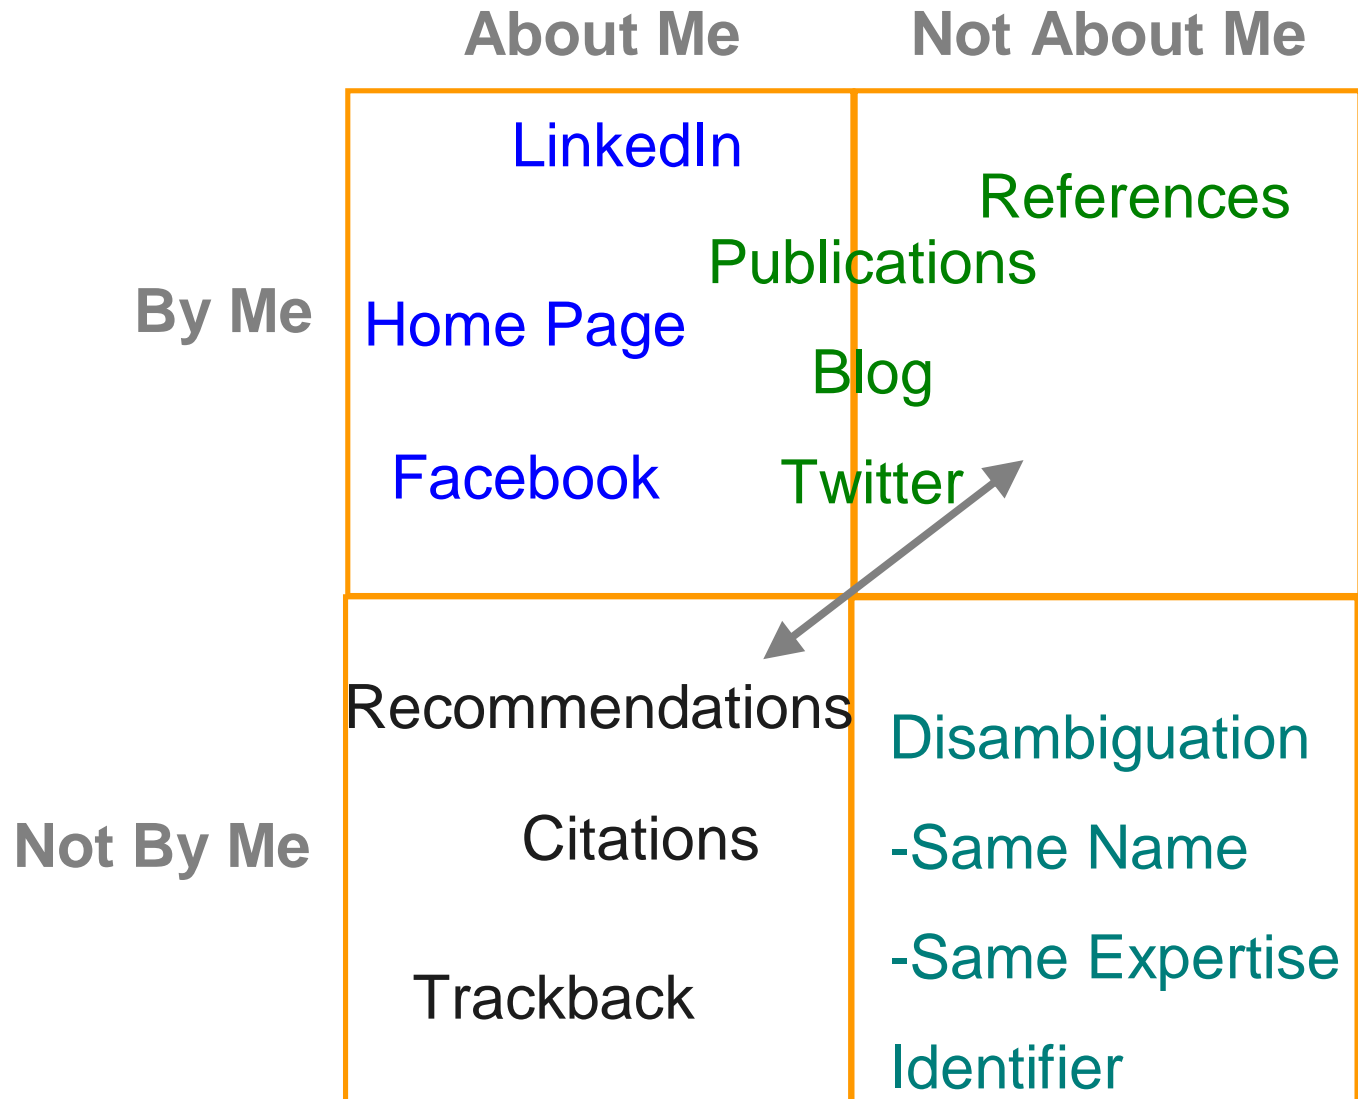 About Me
Not About Me
LinkedIn
References
Publications
By Me
Home Page
Blog
Facebook
Twitter
Recommendations
Disambiguation
Not By Me
Citations
-Same Name
-Same Expertise
Trackback
Identifier